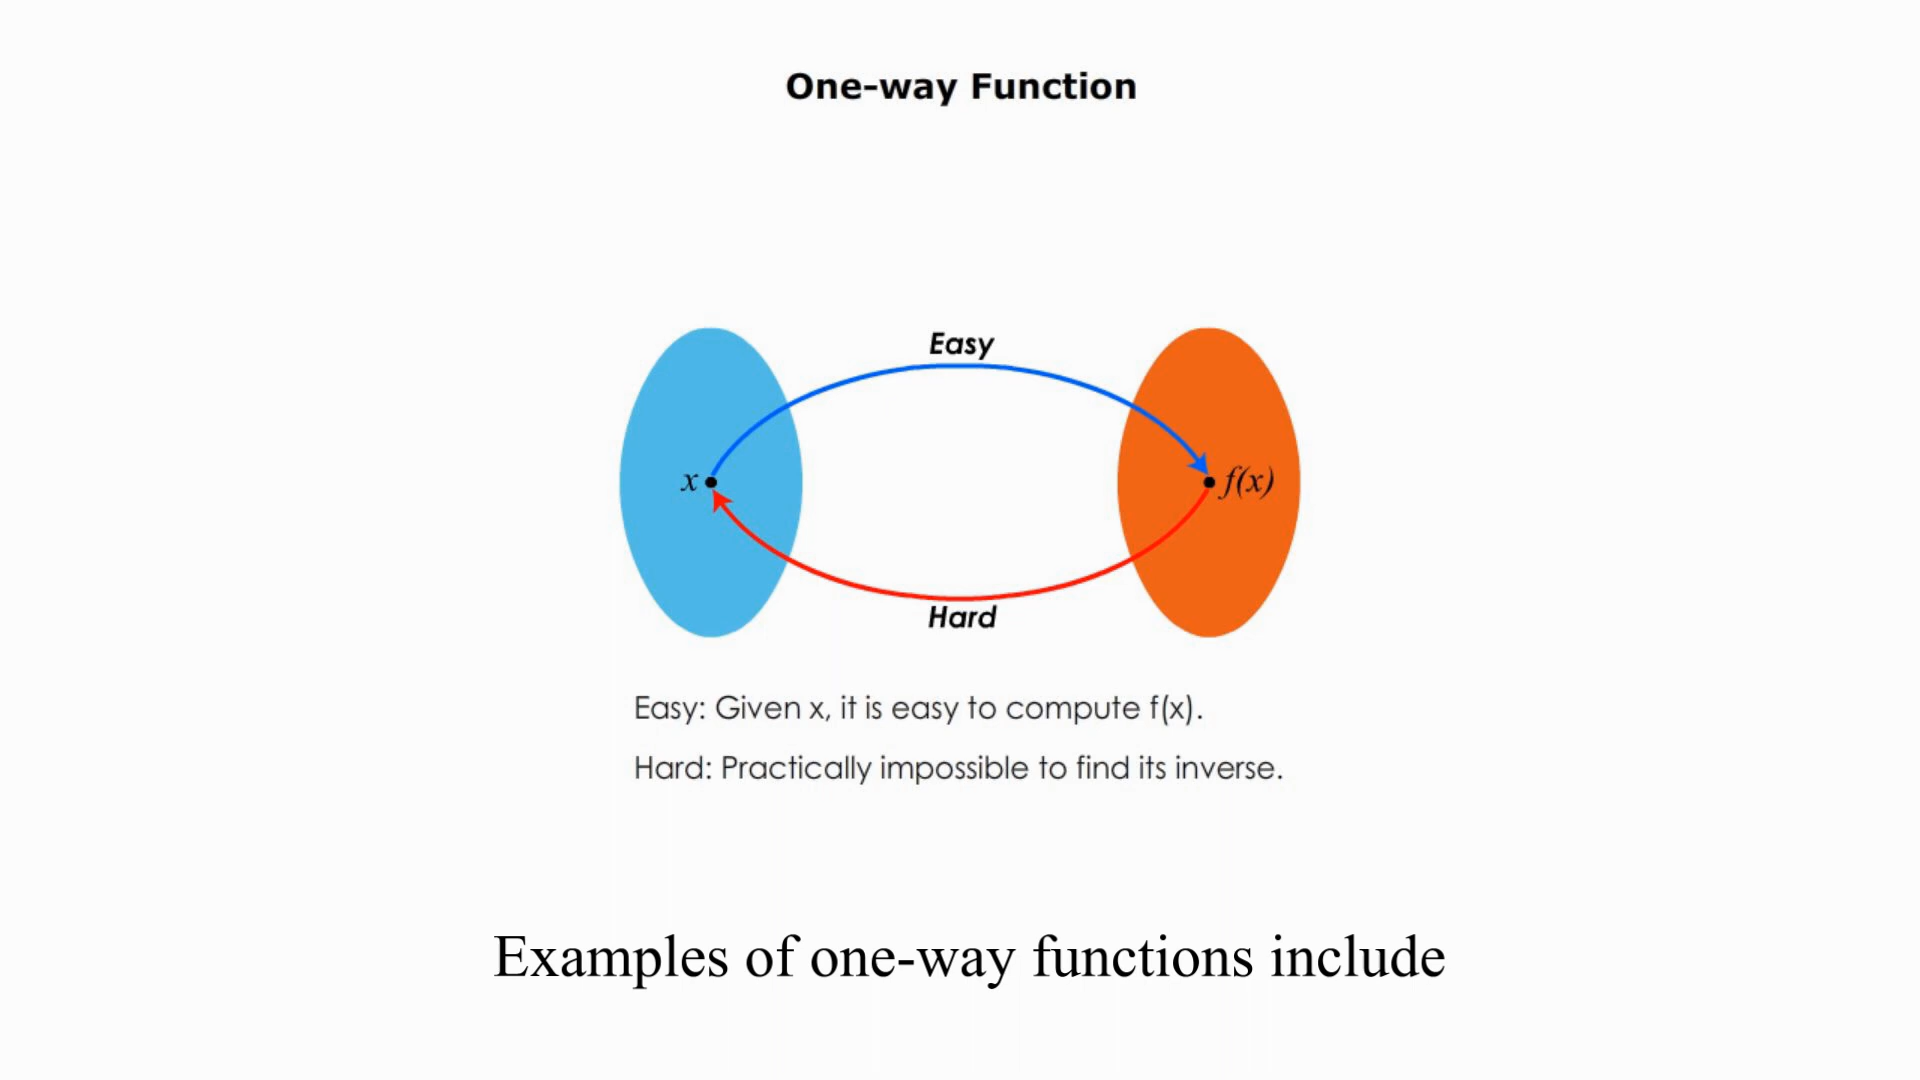 One-way Function
Easy
x
f(x)
Hard
Easy: Given x, it is easy to compute f(x).
Hard: Practically impossible to find its inverse.
Examples of one-way functions include